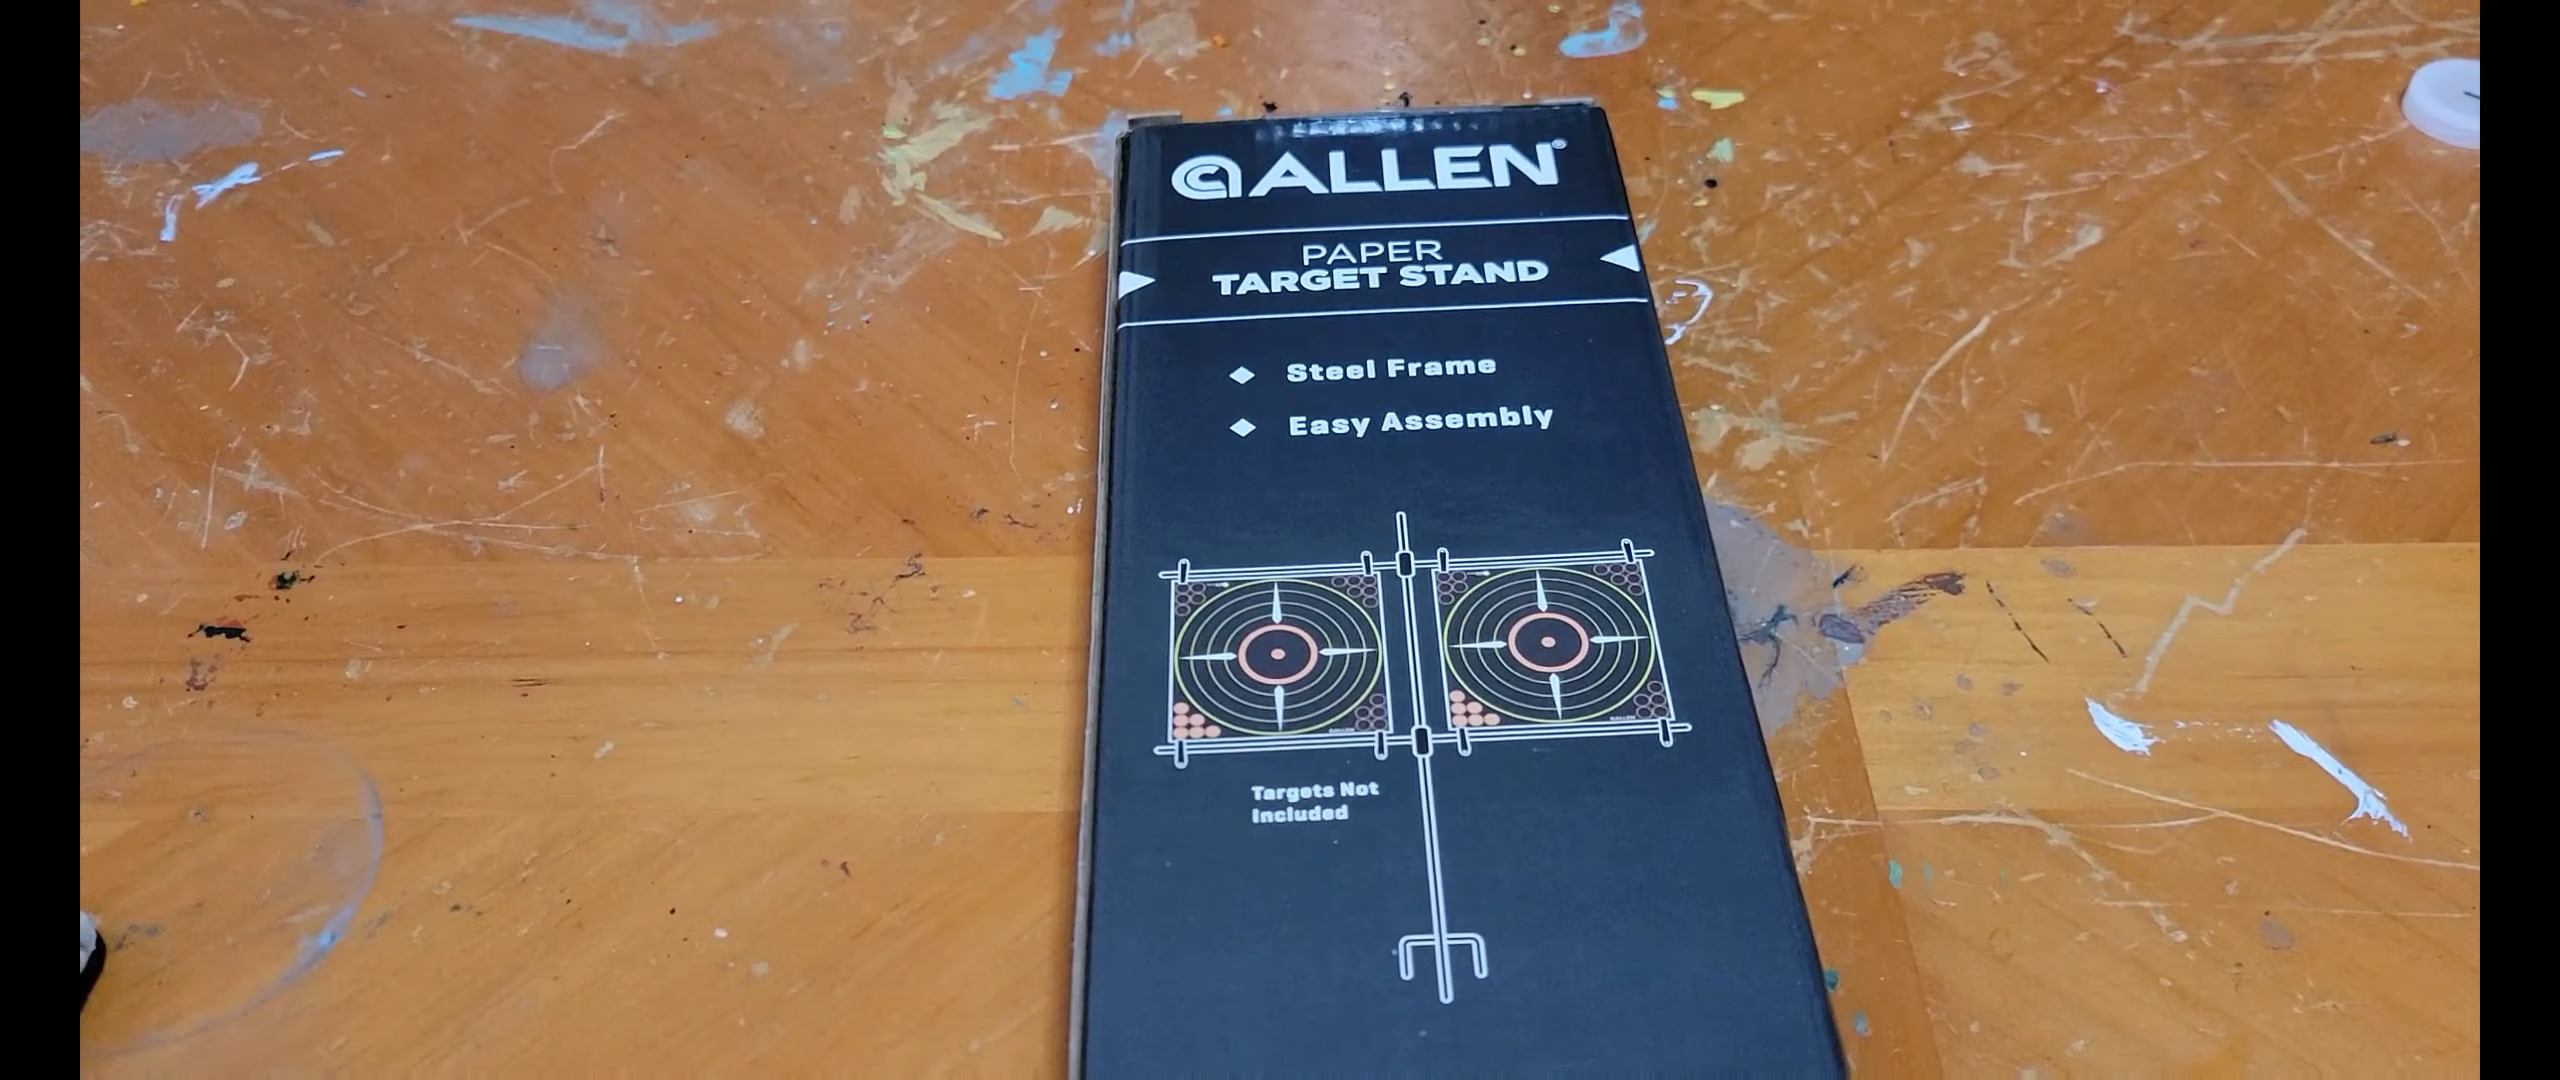 ALLEN®
PAPER
TARGET STAND
Steel Frame
Easy Assembly
Targets Not
Included